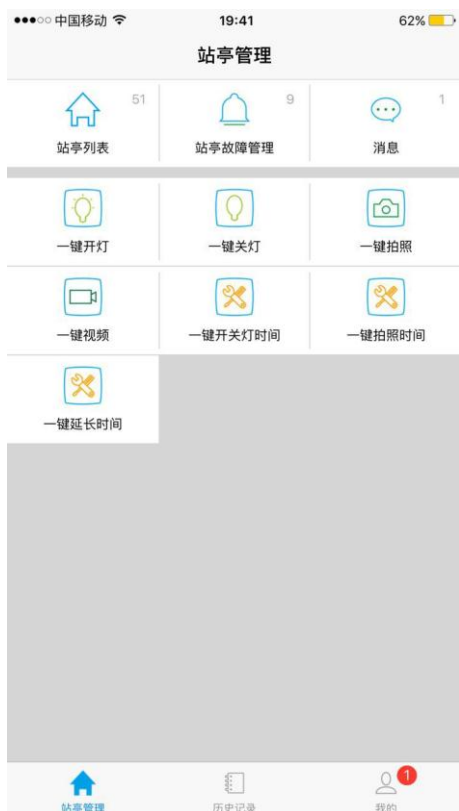 中国移动 19:41 62%
站亭管理
51 9 1
站亭列表 站亭故障管理 消息
一键开灯 一键关灯 一键拍照
一键视频 一键开关灯时间 一键拍照时间
一键延长时间
1
站亭管理 历史记录 我的